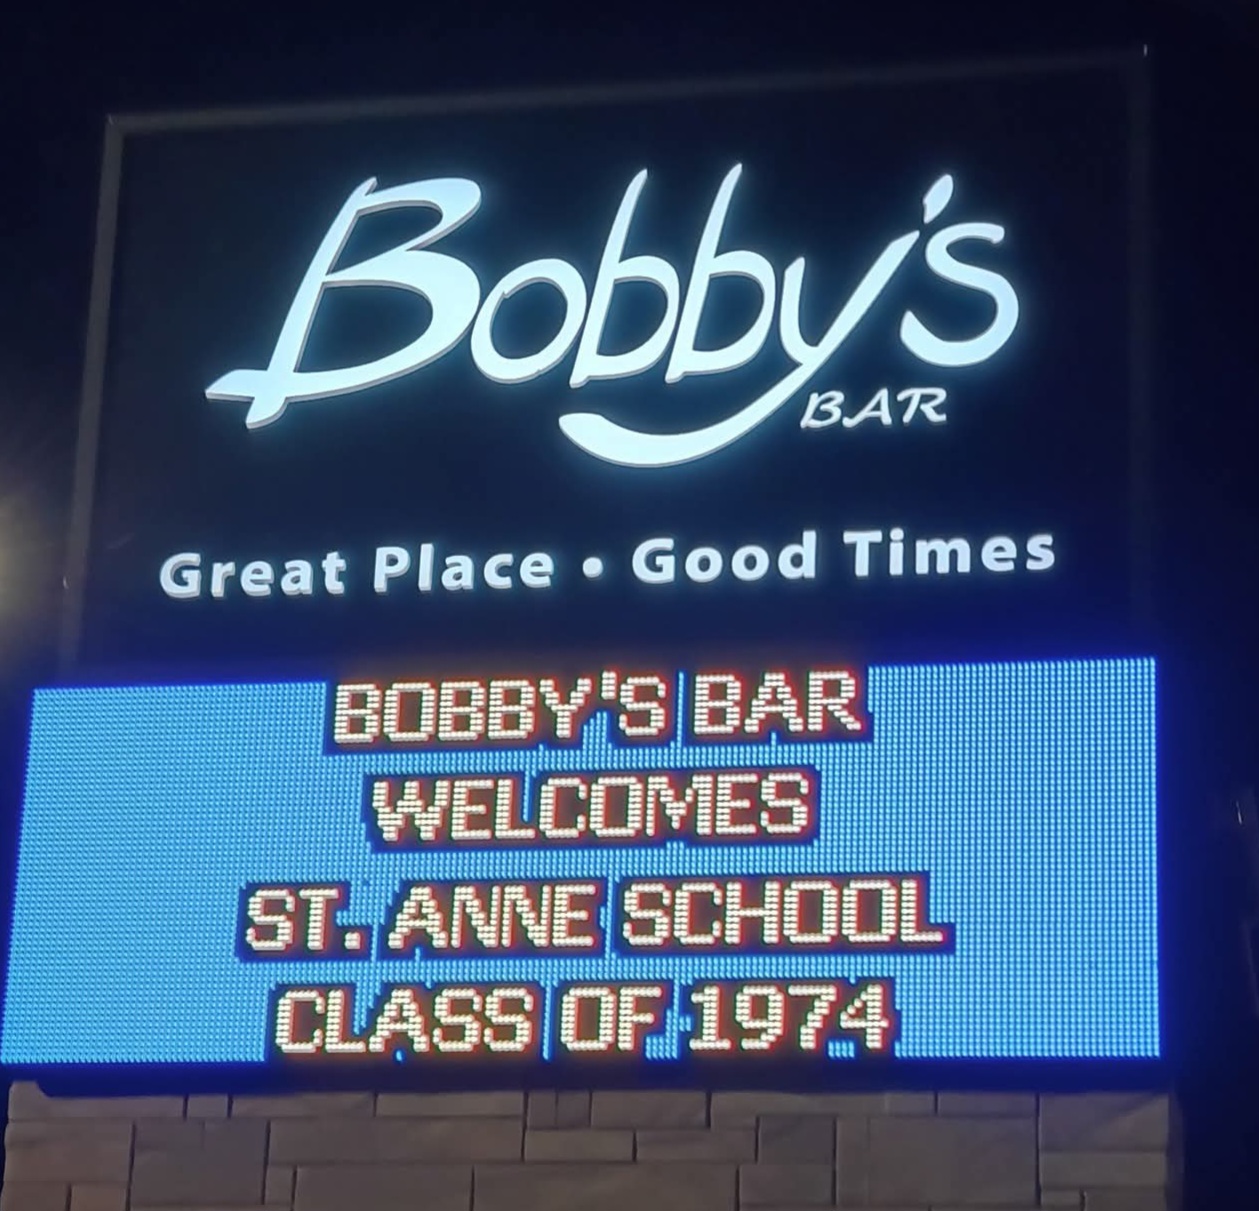 Bobby's
BAR
Great Place • Good Times
BOBBY'S BAR
WELCOMES
ST. ANNE SCHOOL
CLASS OF 1974